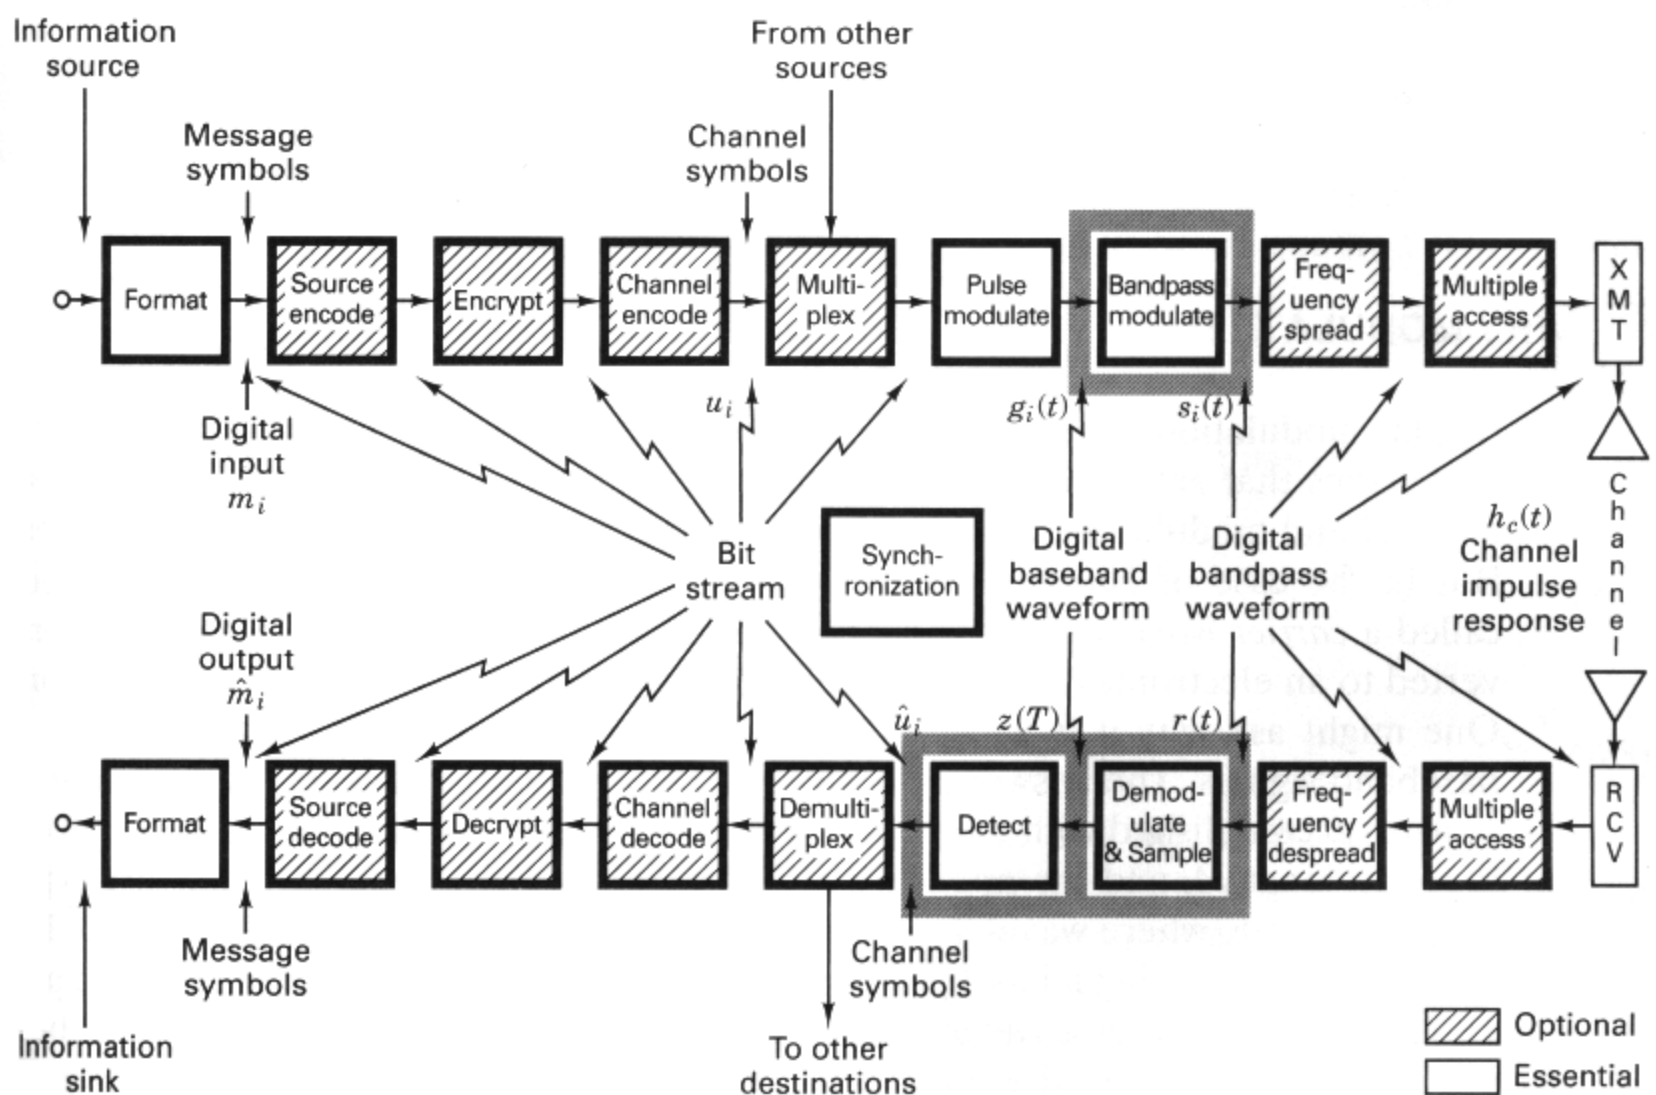 Information
source
From other
sources
Message
symbols
Channel
symbols
Format
Source
encode
Encrypt
Channel
encode
Multi-
plex
Pulse
modulate
Bandpass
modulate
Freq-
uency
spread
Multiple
access
X
M
T
Digital
input
m_i
u_i
g_i(t)
s_i(t)
Bit
stream
Synch-
ronization
Digital
baseband
waveform
Digital
bandpass
waveform
h_c(t)
Channel
impulse
response
C
h
a
n
n
e
l
Digital
output
m̂_i
û_i
z(T)
r(t)
Format
Source
decode
Decrypt
Channel
decode
Demulti-
plex
Detect
Demod-
ulate
& Sample
Freq-
uency
despread
Multiple
access
R
C
V
Message
symbols
Channel
symbols
Information
sink
To other
destinations
Optional
Essential